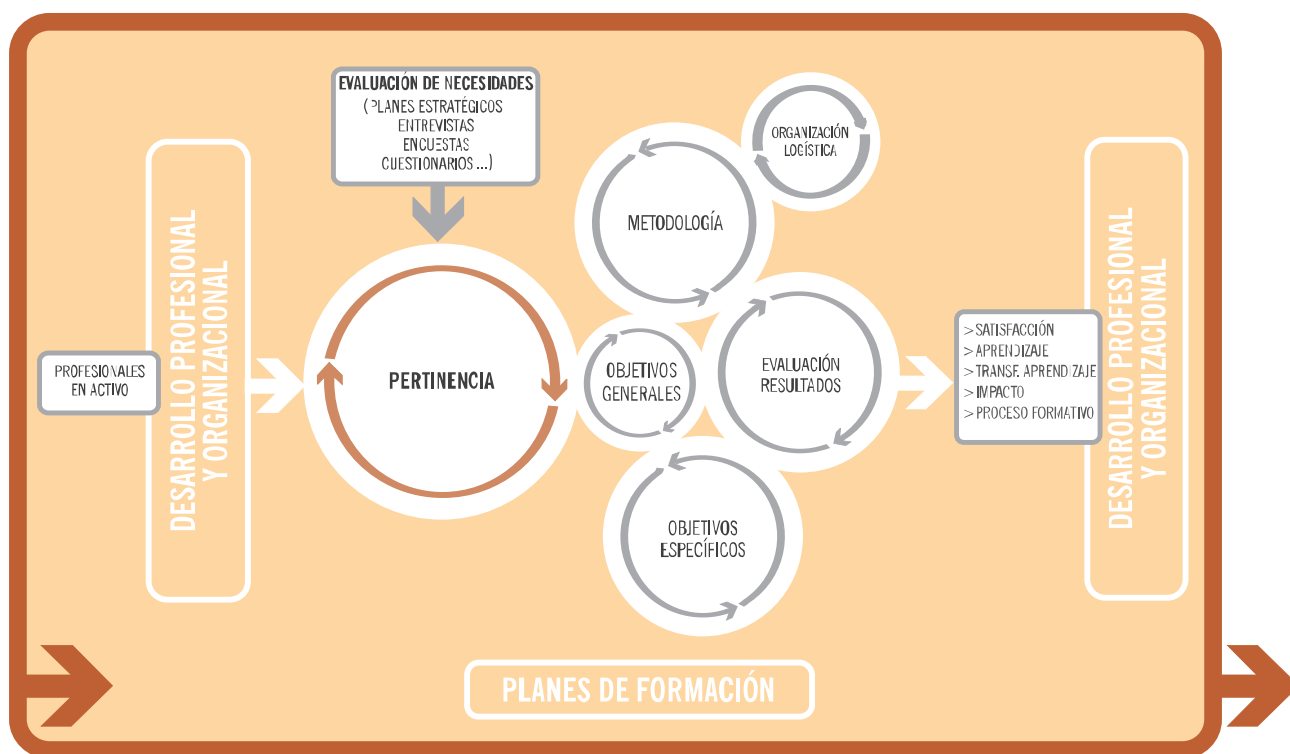 EVALUACIÓN DE NECESIDADES
(PLANES ESTRATÉGICOS
ENTREVISTAS
ENCUESTAS
CUESTIONARIOS ...)
ORGANIZACIÓN
LOGÍSTICA
METODOLOGÍA
DESARROLLO PROFESIONAL
Y ORGANIZACIONAL
PROFESIONALES
EN ACTIVO
PERTINENCIA
OBJETIVOS
GENERALES
EVALUACIÓN
RESULTADOS
> SATISFACCIÓN
> APRENDIZAJE
> TRANSF. APRENDIZAJE
> IMPACTO
> PROCESO FORMATIVO
DESARROLLO PROFESIONAL
Y ORGANIZACIONAL
OBJETIVOS
ESPECÍFICOS
PLANES DE FORMACIÓN